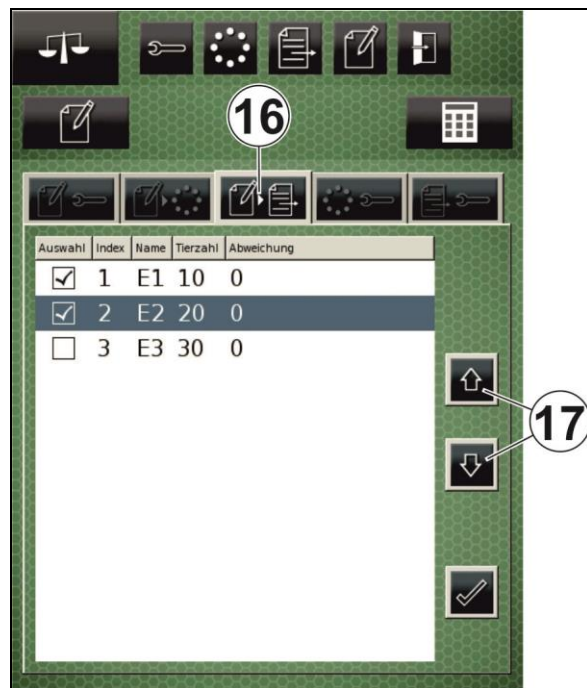 16
Auswahl Index Name Tierzahl Abweichung
1 E1 10 0
2 E2 20 0
3 E3 30 0
17